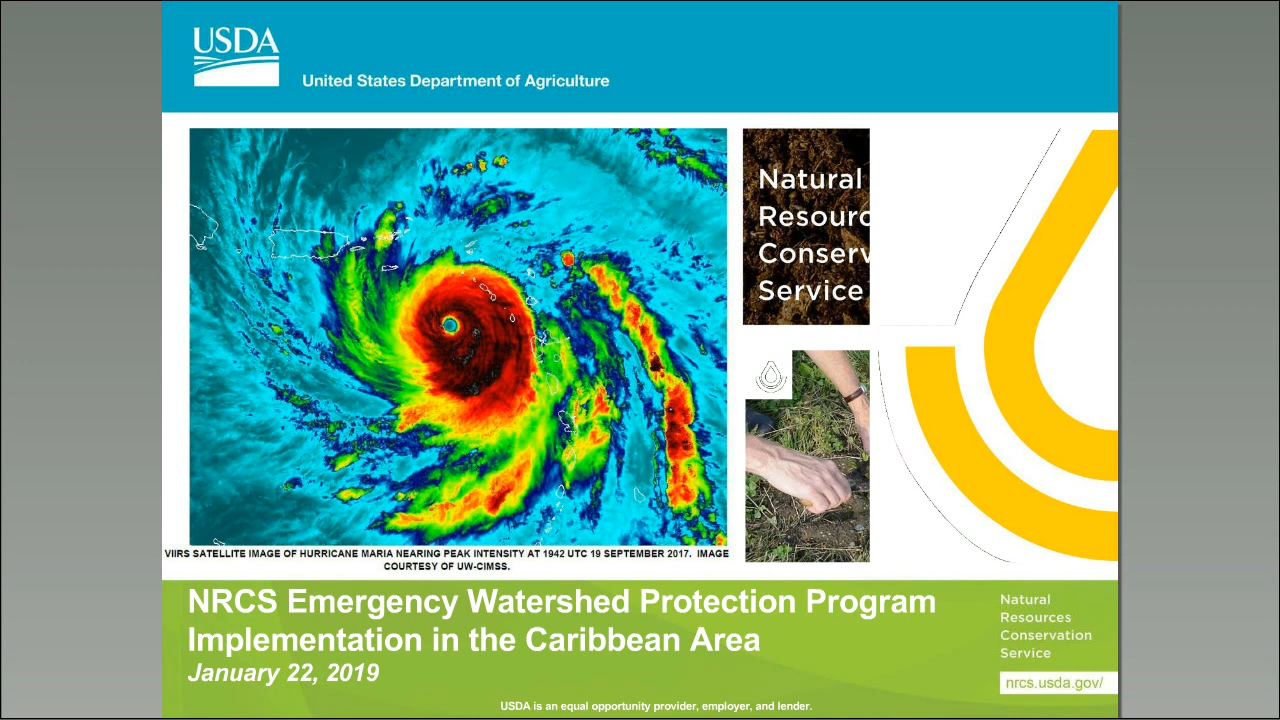 USDA
United States Department of Agriculture
Natural
Resourc
Conserv
Service
VIIRS SATELLITE IMAGE OF HURRICANE MARIA NEARING PEAK INTENSITY AT 1942 UTC 19 SEPTEMBER 2017.  IMAGE
COURTESY OF UW-CIMSS.
NRCS Emergency Watershed Protection Program
Implementation in the Caribbean Area
January 22, 2019
Natural
Resources
Conservation
Service
nrcs.usda.gov/
USDA is an equal opportunity provider, employer, and lender.